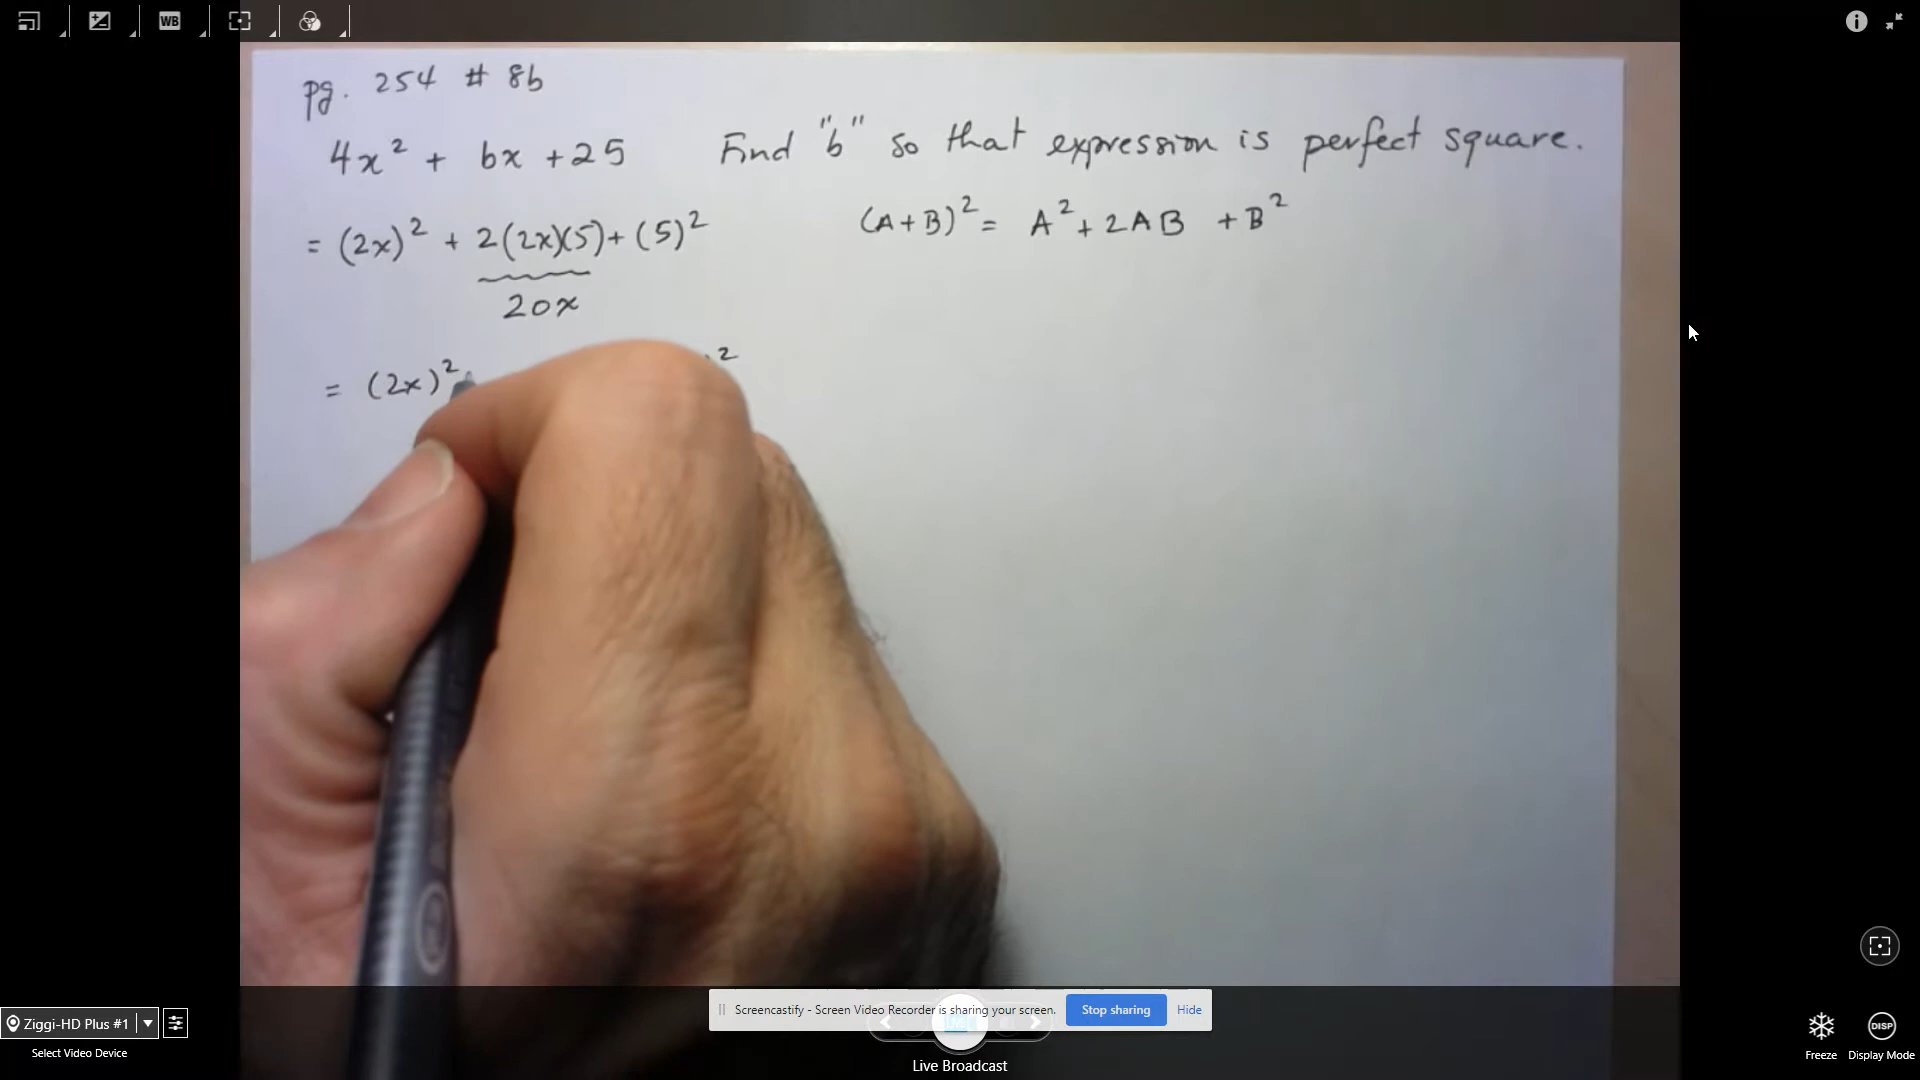 WB
pg. 254 # 8b
4x² + bx + 25 Find "b" so that expression is perfect square.
= (2x)² + 2(2x)(5) + (5)² (A+B)² = A² + 2AB + B²
20x
= (2x)² ²
Screencastify - Screen Video Recorder is sharing your screen. Stop sharing Hide
Ziggi-HD Plus #1
Select Video Device
Live Broadcast
Freeze
DISP
Display Mode